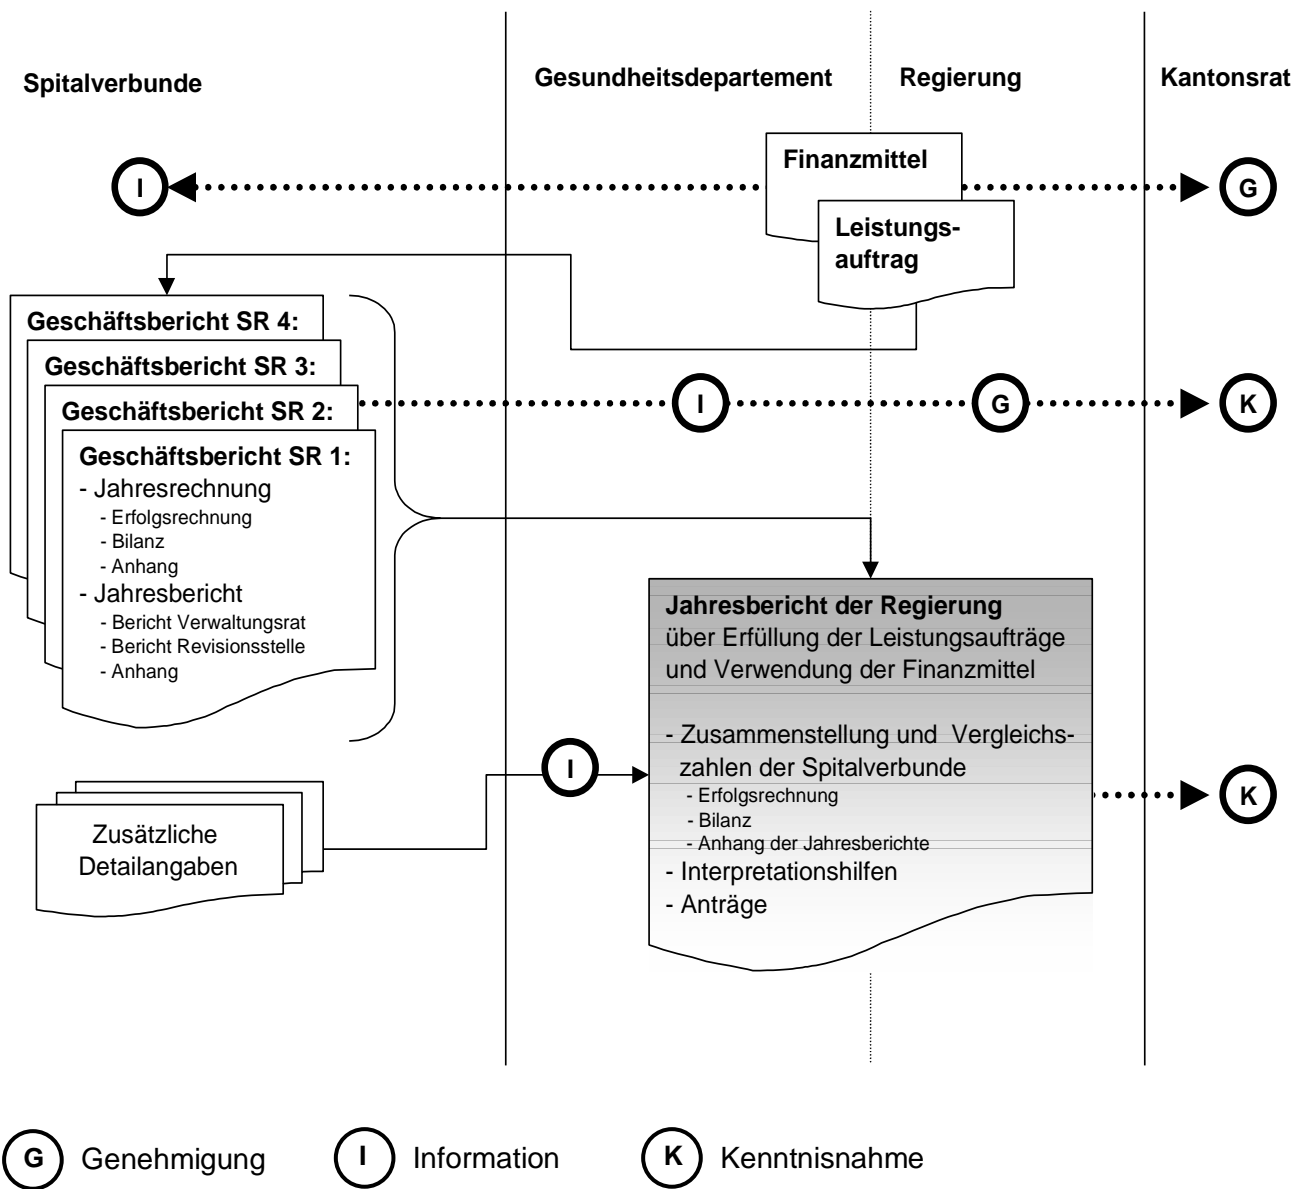 Spitalverbunde
Gesundheitsdepartement
Regierung
Kantonsrat
Finanzmittel
I
G
Leistungs-
auftrag
Geschäftsbericht SR 4:
Geschäftsbericht SR 3:
Geschäftsbericht SR 2:
I
G
K
Geschäftsbericht SR 1:
- Jahresrechnung
- Erfolgsrechnung
- Bilanz
- Anhang
- Jahresbericht
- Bericht Verwaltungsrat
- Bericht Revisionsstelle
- Anhang
Jahresbericht der Regierung
über Erfüllung der Leistungsaufträge
und Verwendung der Finanzmittel
- Zusammenstellung und Vergleichs-
zahlen der Spitalverbunde
- Erfolgsrechnung
- Bilanz
- Anhang der Jahresberichte
- Interpretationshilfen
- Anträge
I
K
Zusätzliche
Detailangaben
G Genehmigung
I Information
K Kenntnisnahme